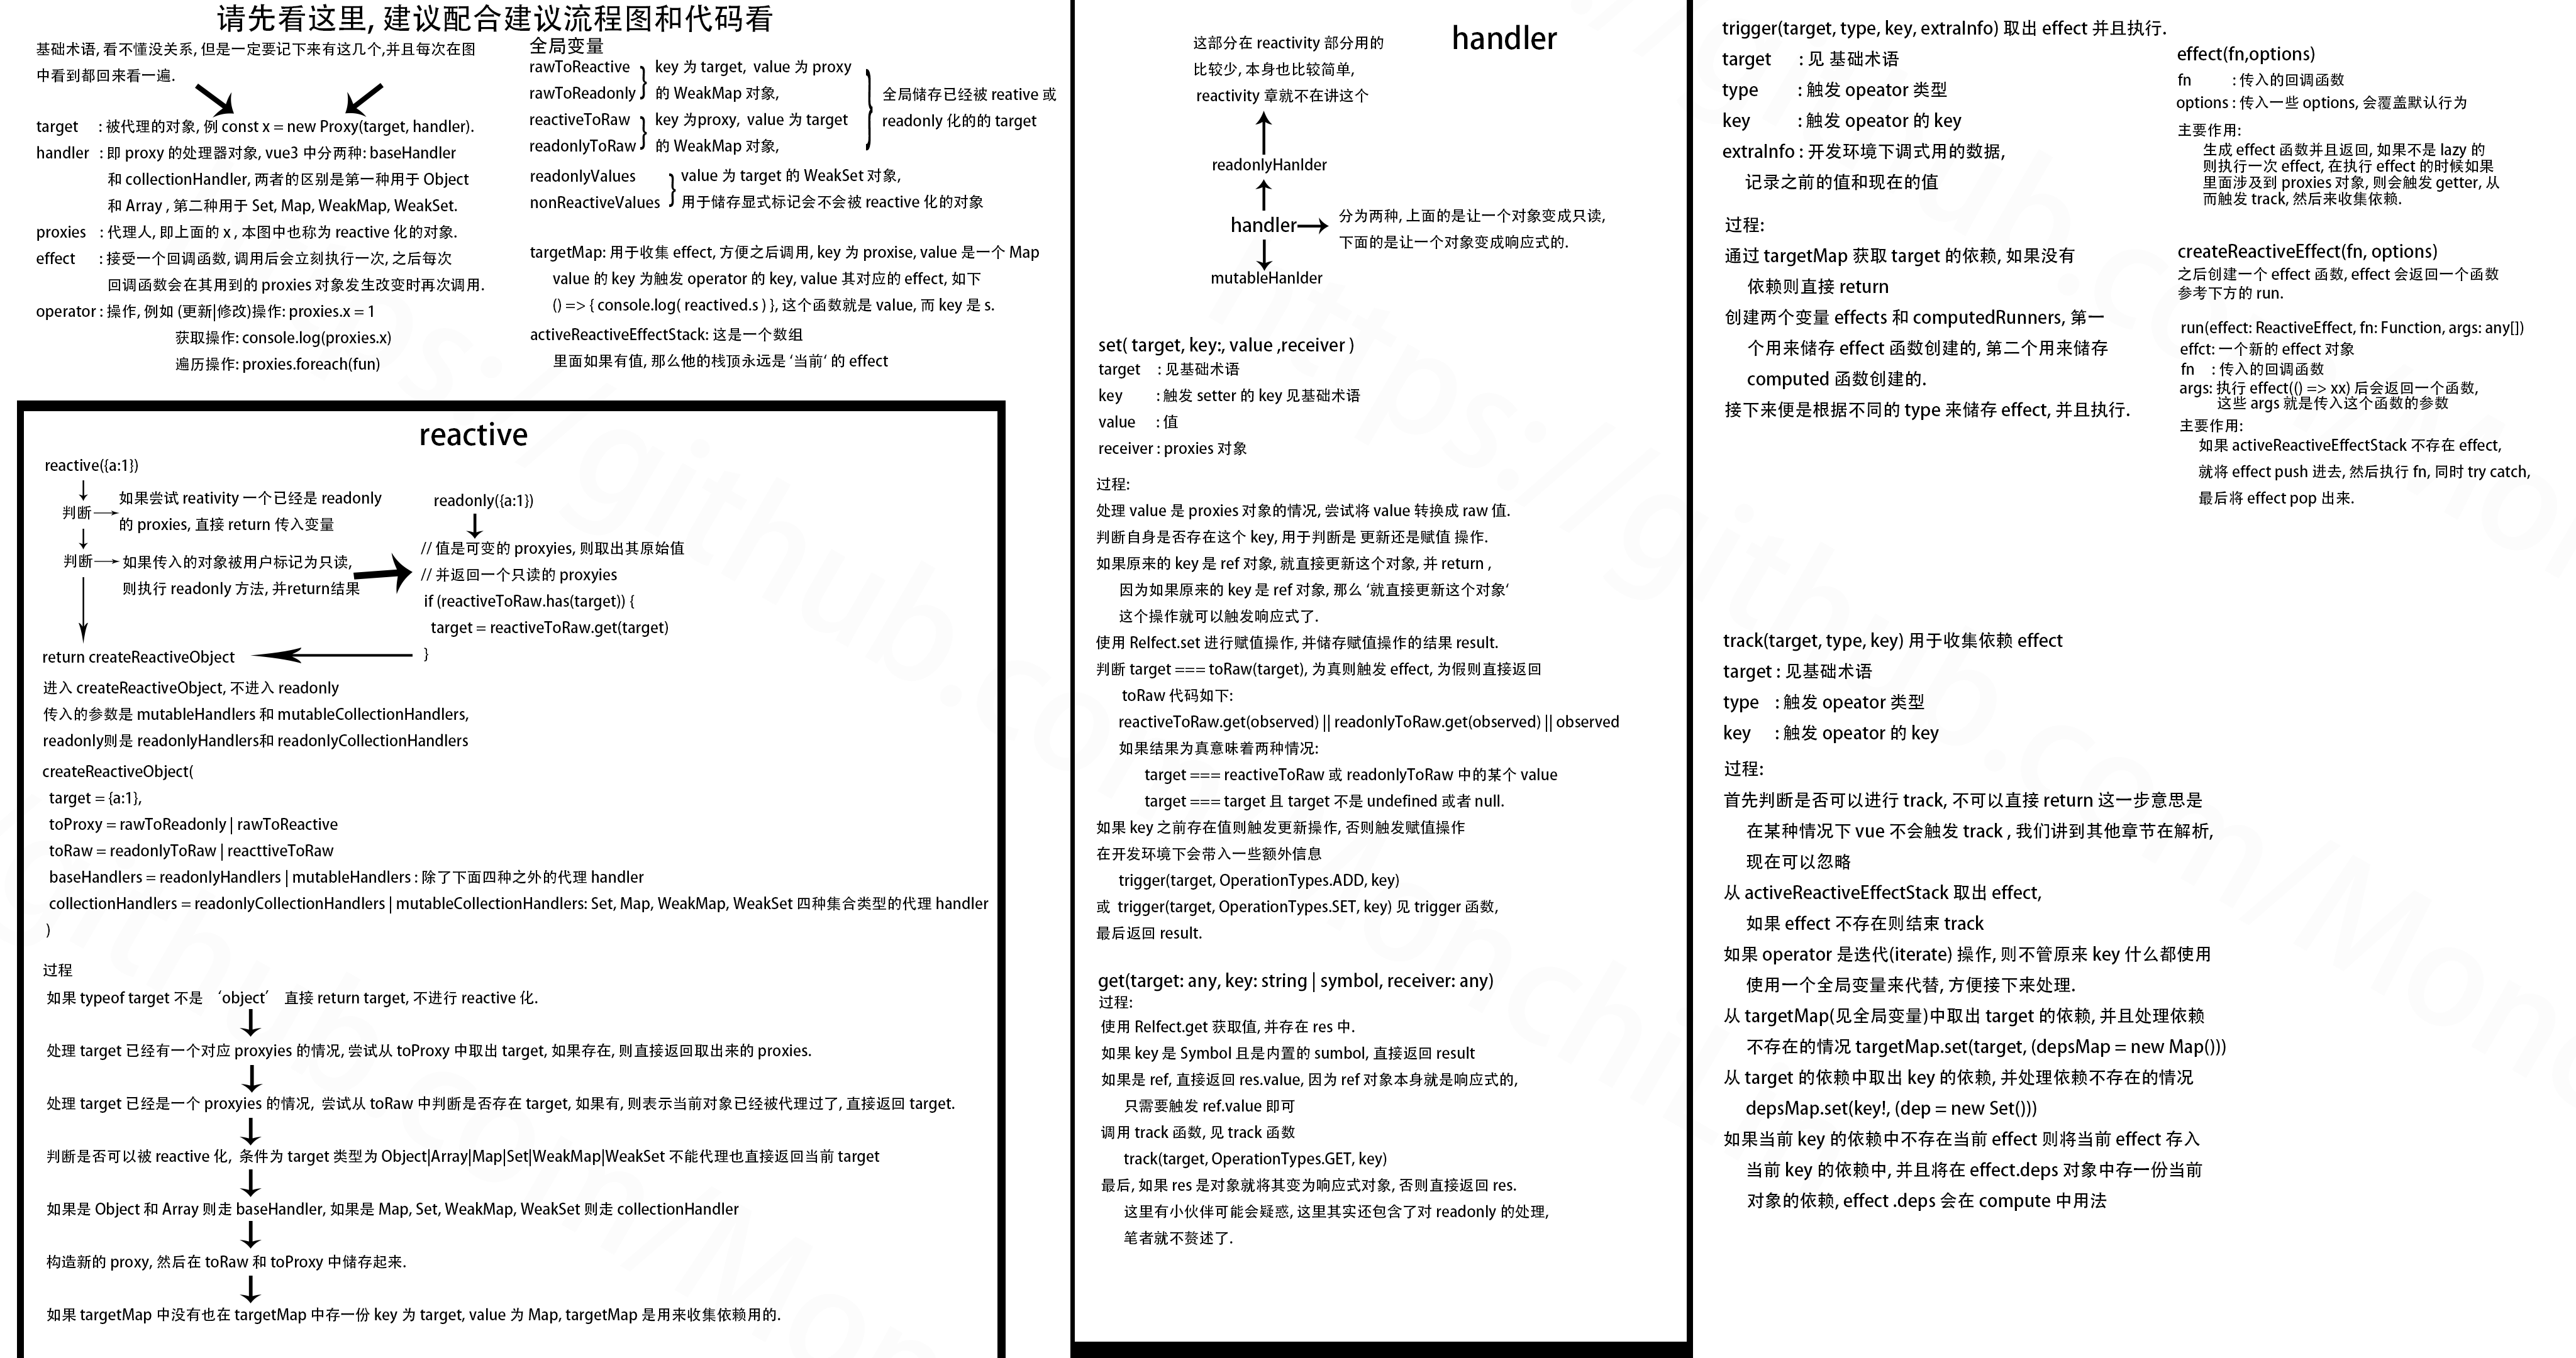 请先看这里, 建议配合建议流程图和代码看
基础术语, 看不懂没关系, 但是一定要记下来有这几个,并且每次在图
中看到都回来看一遍.
target : 被代理的对象, 例 const x = new Proxy(target, handler).
handler : 即 proxy 的处理器对象, vue3 中分两种: baseHandler
和 collectionHandler, 两者的区别是第一种用于 Object
和 Array , 第二种用于 Set, Map, WeakMap, WeakSet.
proxies : 代理人, 即上面的 x , 本图中也称为 reactive 化的对象.
effect : 接受一个回调函数, 调用后会立刻执行一次, 之后每次
回调函数会在其用到的 proxies 对象发生改变时再次调用.
operator : 操作, 例如 (更新|修改)操作: proxies.x = 1
获取操作: console.log(proxies.x)
遍历操作: proxies.foreach(fun)
全局变量
rawToReactive
rawToReadonly
key 为 target, value 为 proxy
的 WeakMap 对象,
reactiveToRaw
readonlyToRaw
key 为proxy, value 为 target
的 WeakMap 对象,
全局储存已经被 reative 或
readonly 化的的 target
readonlyValues
nonReactiveValues
value 为 target 的 WeakSet 对象,
用于储存显式标记会不会被 reactive 化的对象
targetMap: 用于收集 effect, 方便之后调用, key 为 proxise, value 是一个 Map
value 的 key 为触发 operator 的 key, value 其对应的 effect, 如下
() => { console.log( reactived.s ) }, 这个函数就是 value, 而 key 是 s.
activeReactiveEffectStack: 这是一个数组
里面如果有值, 那么他的栈顶永远是 ‘当前‘ 的 effect
reactive
reactive({a:1})
判断
如果尝试 reativity 一个已经是 readonly
的 proxies, 直接 return 传入变量
判断
如果传入的对象被用户标记为只读,
则执行 readonly 方法, 并return结果
readonly({a:1})
// 值是可变的 proxyies, 则取出其原始值
// 并返回一个只读的 proxyies
if (reactiveToRaw.has(target)) {
target = reactiveToRaw.get(target)
}
return createReactiveObject
进入 createReactiveObject, 不进入 readonly
传入的参数是 mutableHandlers 和 mutableCollectionHandlers,
readonly则是 readonlyHandlers和 readonlyCollectionHandlers
createReactiveObject(
target = {a:1},
toProxy = rawToReadonly | rawToReactive
toRaw = readonlyToRaw | reacttiveToRaw
baseHandlers = readonlyHandlers | mutableHandlers : 除了下面四种之外的代理 handler
collectionHandlers = readonlyCollectionHandlers | mutableCollectionHandlers: Set, Map, WeakMap, WeakSet 四种集合类型的代理 handler
)
过程
如果 typeof target 不是 ‘object’ 直接 return target, 不进行 reactive 化.
处理 target 已经有一个对应 proxyies 的情况, 尝试从 toProxy 中取出 target, 如果存在, 则直接返回取出来的 proxies.
处理 target 已经是一个 proxyies 的情况, 尝试从 toRaw 中判断是否存在 target, 如果有, 则表示当前对象已经被代理过了, 直接返回 target.
判断是否可以被 reactive 化, 条件为 target 类型为 Object|Array|Map|Set|WeakMap|WeakSet 不能代理也直接返回当前 target
如果是 Object 和 Array 则走 baseHandler, 如果是 Map, Set, WeakMap, WeakSet 则走 collectionHandler
构造新的 proxy, 然后在 toRaw 和 toProxy 中储存起来.
如果 targetMap 中没有也在 targetMap 中存一份 key 为 target, value 为 Map, targetMap 是用来收集依赖用的.
handler
这部分在 reactivity 部分用的
比较少, 本身也比较简单,
reactivity 章就不在讲这个
readonlyHanlder
handler
分为两种, 上面的是让一个对象变成只读,
下面的是让一个对象变成响应式的.
mutableHanlder
set( target, key:, value ,receiver )
target : 见基础术语
key : 触发 setter 的 key 见基础术语
value : 值
receiver : proxies 对象
过程:
处理 value 是 proxies 对象的情况, 尝试将 value 转换成 raw 值.
判断自身是否存在这个 key, 用于判断是 更新还是赋值 操作.
如果原来的 key 是 ref 对象, 就直接更新这个对象, 并 return ,
因为如果原来的 key 是 ref 对象, 那么 ‘就直接更新这个对象‘
这个操作就可以触发响应式了.
使用 Relfect.set 进行赋值操作, 并储存赋值操作的结果 result.
判断 target === toRaw(target), 为真则触发 effect, 为假则直接返回
toRaw 代码如下:
reactiveToRaw.get(observed) || readonlyToRaw.get(observed) || observed
如果结果为真意味着两种情况:
target === reactiveToRaw 或 readonlyToRaw 中的某个 value
target === target 且 target 不是 undefined 或者 null.
如果 key 之前存在值则触发更新操作, 否则触发赋值操作
在开发环境下会带入一些额外信息
trigger(target, OperationTypes.ADD, key)
或 trigger(target, OperationTypes.SET, key) 见 trigger 函数,
最后返回 result.
get(target: any, key: string | symbol, receiver: any)
过程:
使用 Relfect.get 获取值, 并存在 res 中.
如果 key 是 Symbol 且是内置的 sumbol, 直接返回 result
如果是 ref, 直接返回 res.value, 因为 ref 对象本身就是响应式的,
只需要触发 ref.value 即可
调用 track 函数, 见 track 函数
track(target, OperationTypes.GET, key)
最后, 如果 res 是对象就将其变为响应式对象, 否则直接返回 res.
这里有小伙伴可能会疑惑, 这里其实还包含了对 readonly 的处理,
笔者就不赘述了.
trigger(target, type, key, extraInfo) 取出 effect 并且执行.
target : 见 基础术语
type : 触发 opeator 类型
key : 触发 opeator 的 key
extraInfo : 开发环境下调式用的数据,
记录之前的值和现在的值
过程:
通过 targetMap 获取 target 的依赖, 如果没有
依赖则直接 return
创建两个变量 effects 和 computedRunners, 第一
个用来储存 effect 函数创建的, 第二个用来储存
computed 函数创建的.
接下来便是根据不同的 type 来储存 effect, 并且执行.
effect(fn,options)
fn : 传入的回调函数
options : 传入一些 options, 会覆盖默认行为
主要作用:
生成 effect 函数并且返回, 如果不是 lazy 的
则执行一次 effect, 在执行 effect 的时候如果
里面涉及到 proxies 对象, 则会触发 getter, 从
而触发 track, 然后来收集依赖.
createReactiveEffect(fn, options)
之后创建一个 effect 函数, effect 会返回一个函数
参考下方的 run.
run(effect: ReactiveEffect, fn: Function, args: any[])
effct: 一个新的 effect 对象
fn : 传入的回调函数
args: 执行 effect(() => xx) 后会返回一个函数,
这些 args 就是传入这个函数的参数
主要作用:
如果 activeReactiveEffectStack 不存在 effect,
就将 effect push 进去, 然后执行 fn, 同时 try catch,
最后将 effect pop 出来.
track(target, type, key) 用于收集依赖 effect
target : 见基础术语
type : 触发 opeator 类型
key : 触发 opeator 的 key
过程:
首先判断是否可以进行 track, 不可以直接 return 这一步意思是
在某种情况下 vue 不会触发 track , 我们讲到其他章节在解析,
现在可以忽略
从 activeReactiveEffectStack 取出 effect,
如果 effect 不存在则结束 track
如果 operator 是迭代(iterate) 操作, 则不管原来 key 什么都使用
使用一个全局变量来代替, 方便接下来处理.
从 targetMap(见全局变量)中取出 target 的依赖, 并且处理依赖
不存在的情况 targetMap.set(target, (depsMap = new Map()))
从 target 的依赖中取出 key 的依赖, 并处理依赖不存在的情况
depsMap.set(key!, (dep = new Set()))
如果当前 key 的依赖中不存在当前 effect 则将当前 effect 存入
当前 key 的依赖中, 并且将在 effect.deps 对象中存一份当前
对象的依赖, effect .deps 会在 compute 中用法